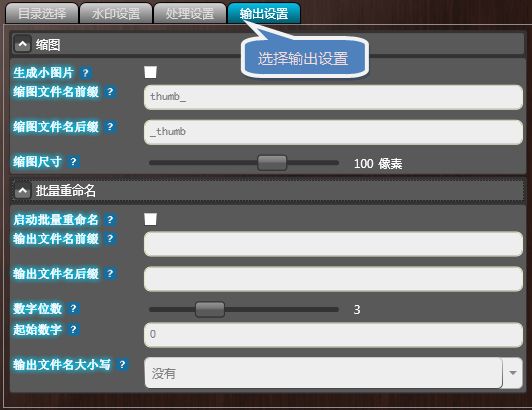 目录选择 水印设置 处理设置 输出设置
选择输出设置
缩图
生成小图片 ?
缩图文件名前缀 ? thumb_
缩图文件名后缀 ? _thumb
缩图尺寸 ? 100 像素
批量重命名
启动批量重命名 ?
输出文件名前缀 ?
输出文件名后缀 ?
数字位数 ? 3
起始数字 ? 0
输出文件名大小写 ? 没有